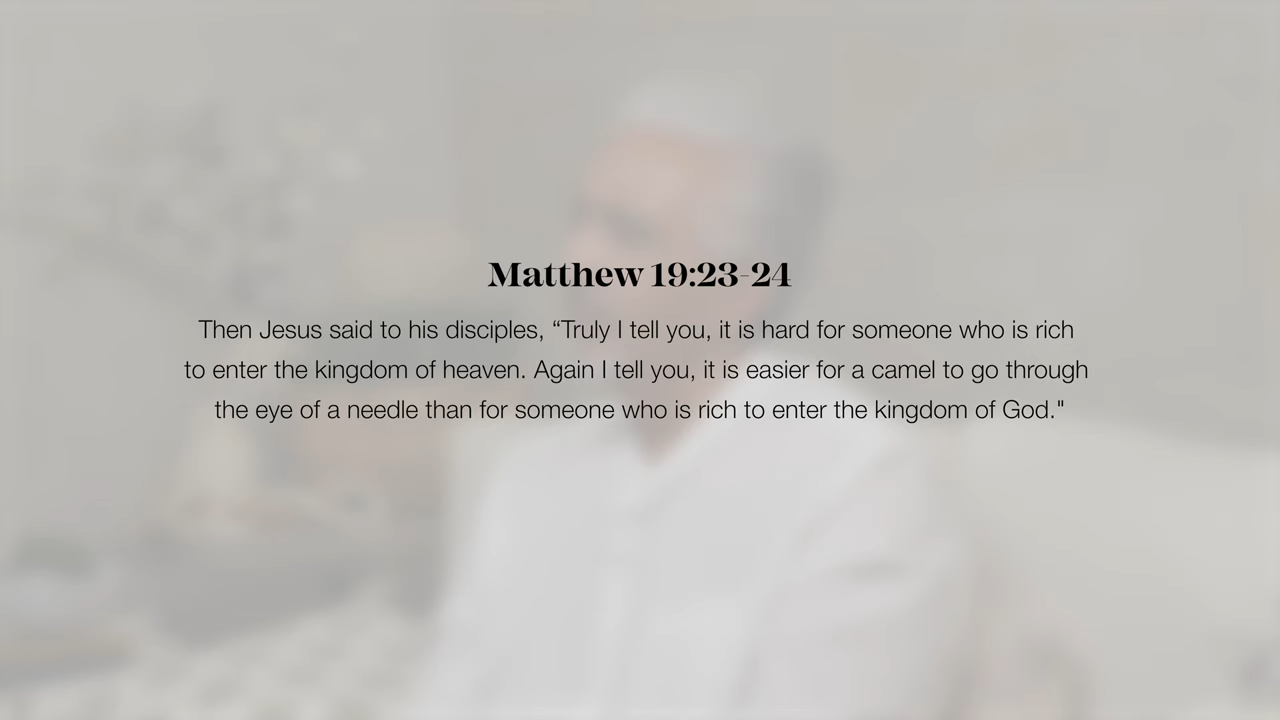 Matthew 19:23-24
Then Jesus said to his disciples, “Truly I tell you, it is hard for someone who is rich
to enter the kingdom of heaven. Again I tell you, it is easier for a camel to go through
the eye of a needle than for someone who is rich to enter the kingdom of God."